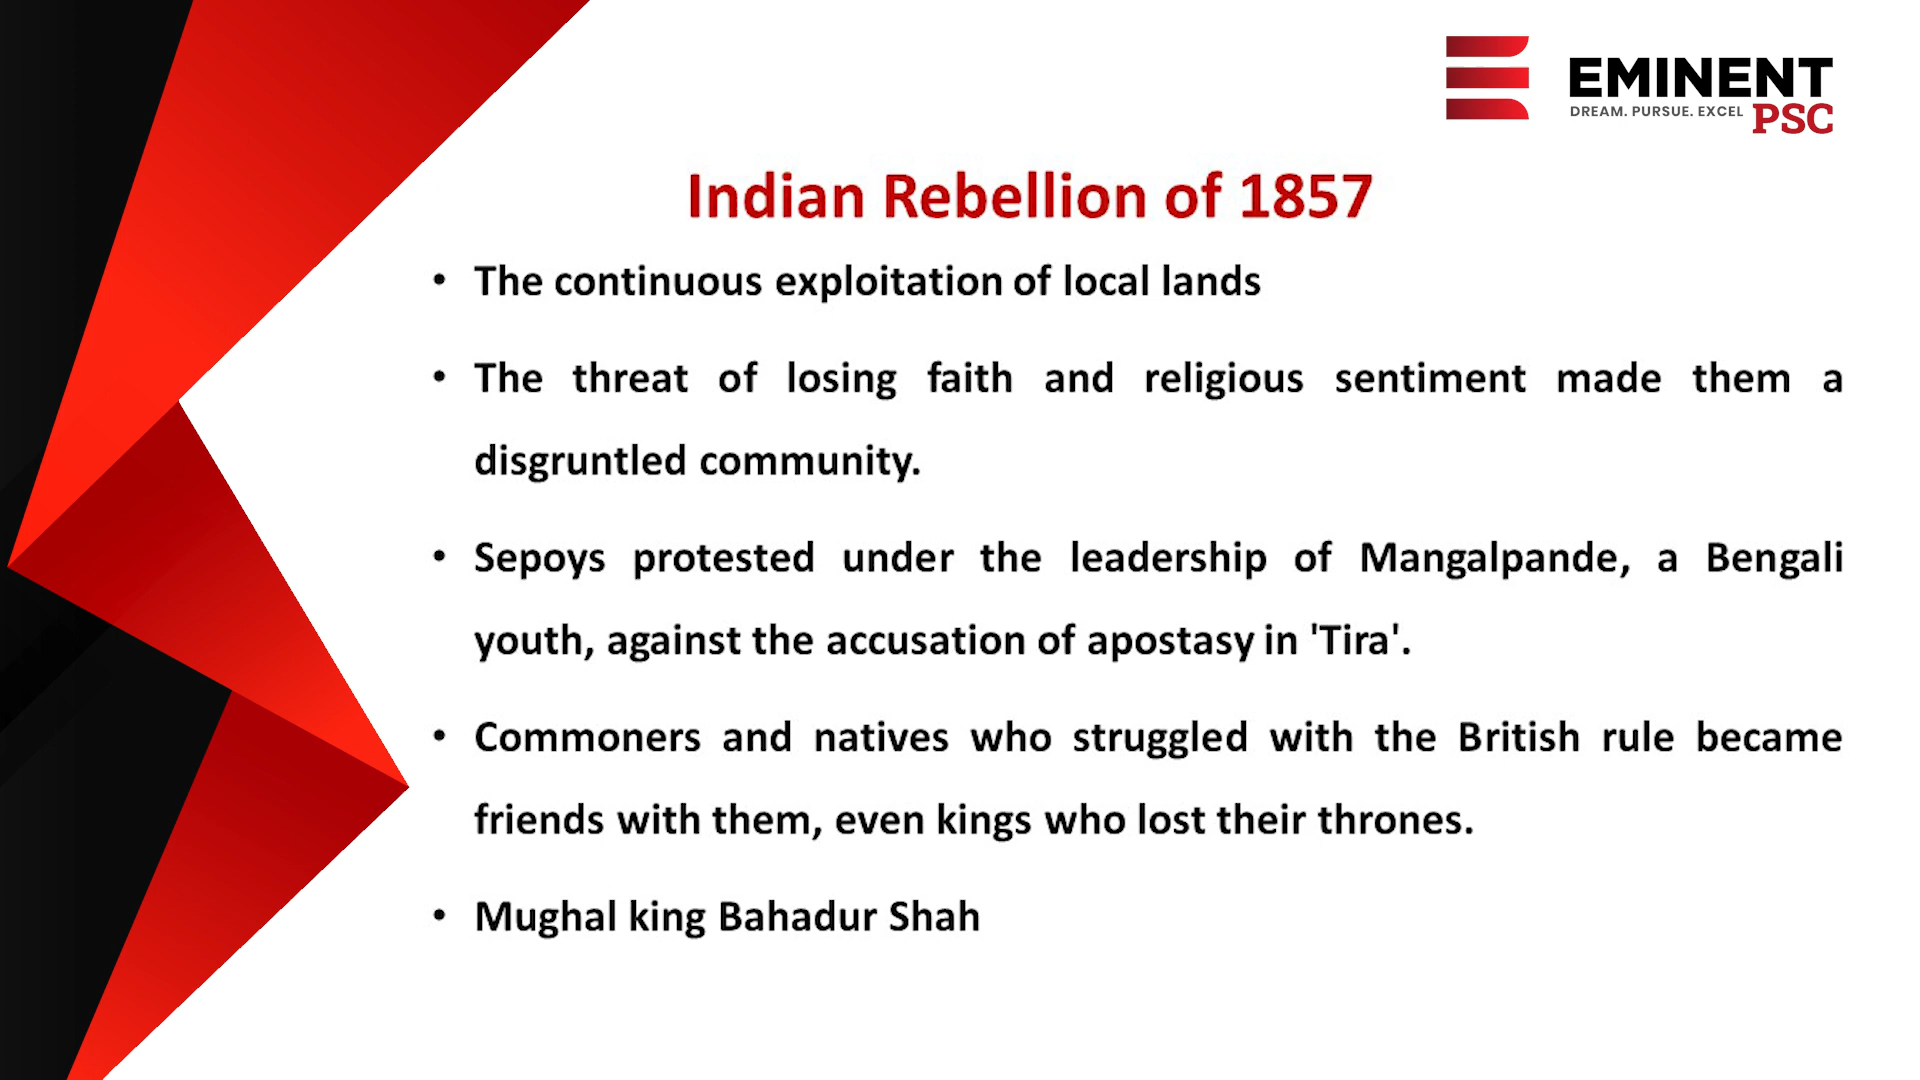 EMINENT
DREAM. PURSUE. EXCEL PSC
Indian Rebellion of 1857
• The continuous exploitation of local lands
• The threat of losing faith and religious sentiment made them a
disgruntled community.
• Sepoys protested under the leadership of Mangalpande, a Bengali
youth, against the accusation of apostasy in 'Tira'.
• Commoners and natives who struggled with the British rule became
friends with them, even kings who lost their thrones.
• Mughal king Bahadur Shah